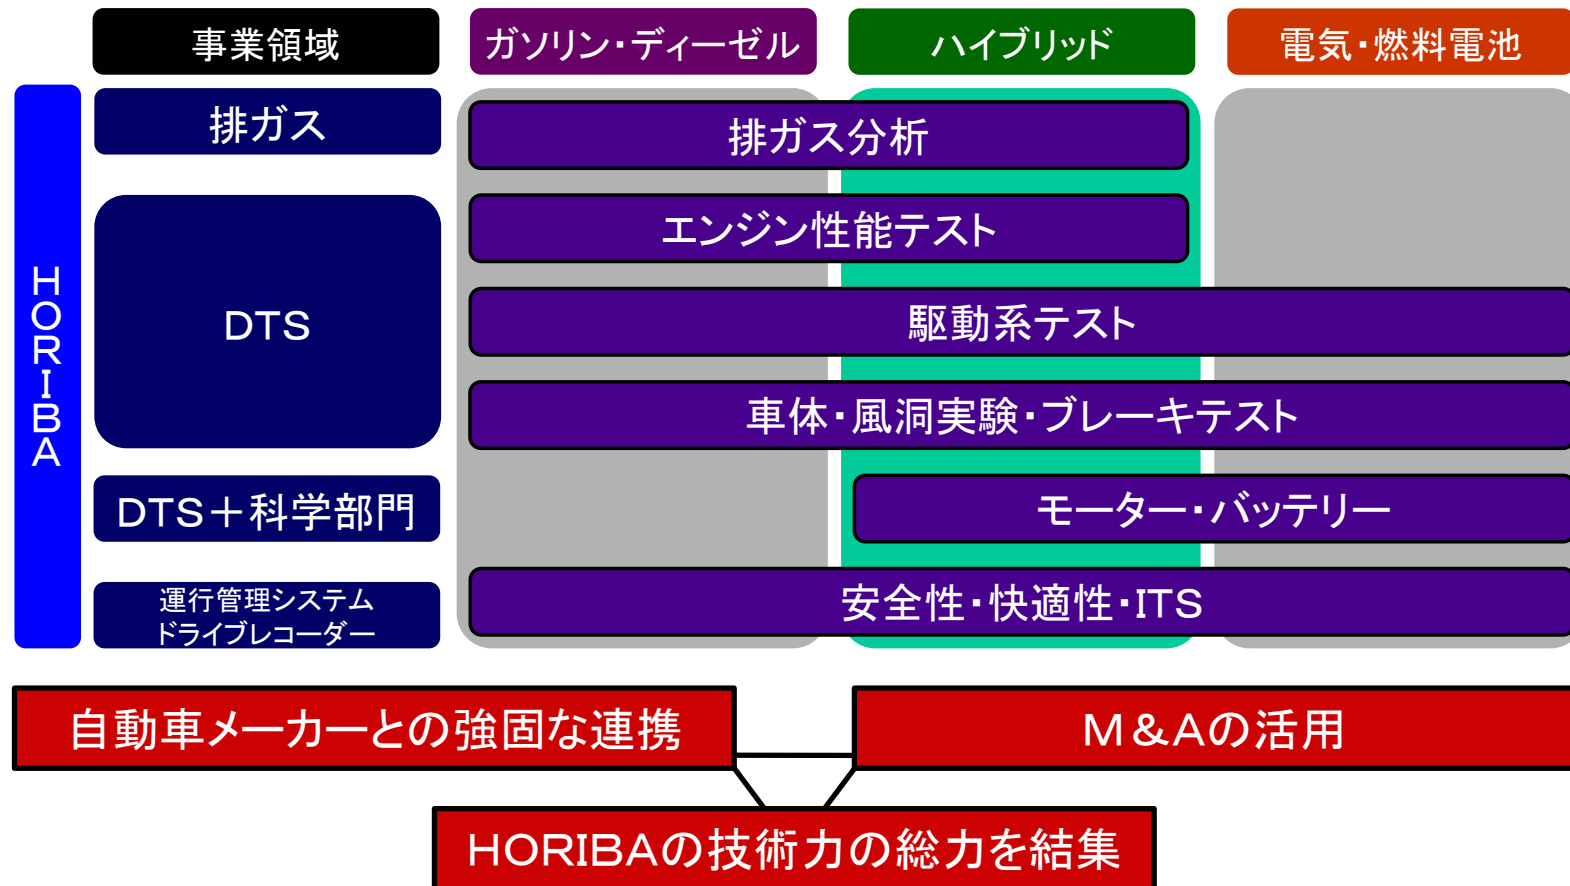 事業領域
ガソリン・ディーゼル
ハイブリッド
電気・燃料電池
HORIBA
排ガス
排ガス分析
エンジン性能テスト
DTS
駆動系テスト
車体・風洞実験・ブレーキテスト
DTS＋科学部門
モーター・バッテリー
運行管理システム
ドライブレコーダー
安全性・快適性・ITS
自動車メーカーとの強固な連携
M&Aの活用
HORIBAの技術力の総力を結集